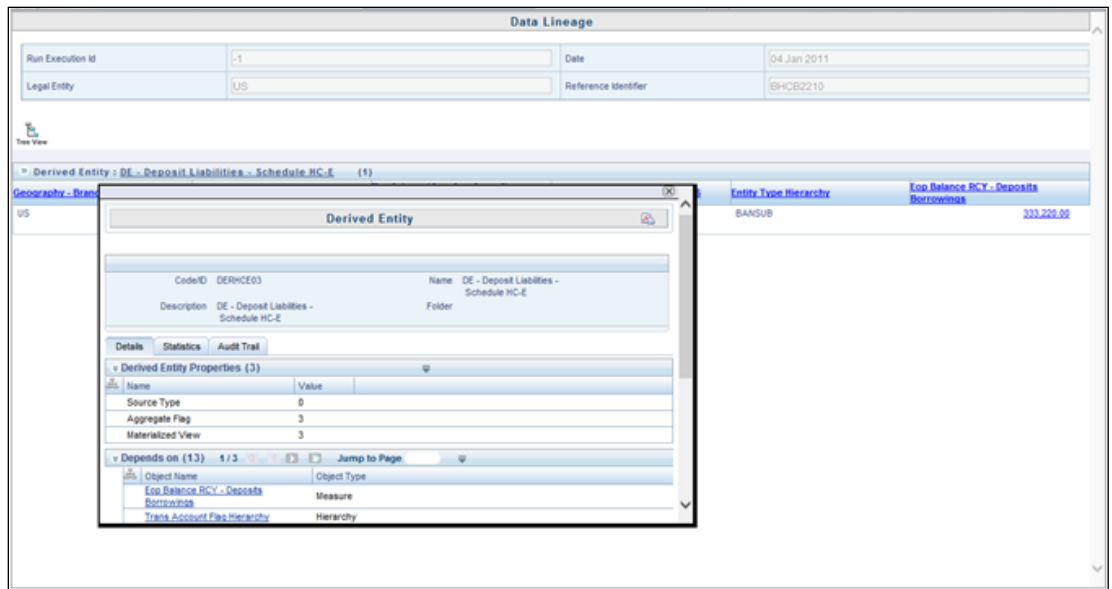 Data Lineage
Run Execution Id -1 Date 04 Jan 2011
Legal Entity US Reference Identifier BHCB2210
Tree View
Derived Entity : DE - Deposit Liabilities - Schedule HC-E (1)
Geography - Entity Type Hierarchy Eop Balance RCY - Deposits
Borrowings
US BANSUB 333,220.00
Derived Entity
Code/ID DERHCE03 Name DE - Deposit Liabilities -
Schedule HC-E
Description DE - Deposit Liabilities - Folder
Schedule HC-E
Details Statistics Audit Trail
Derived Entity Properties (3)
Name Value
Source Type 0
Aggregate Flag 3
Materialized View 3
Depends on (13) 1/3 Jump to Page
Object Name Object Type
Eop Balance RCY - Deposits
Borrowings Measure
Trans Account Flag Hierarchy Hierarchy